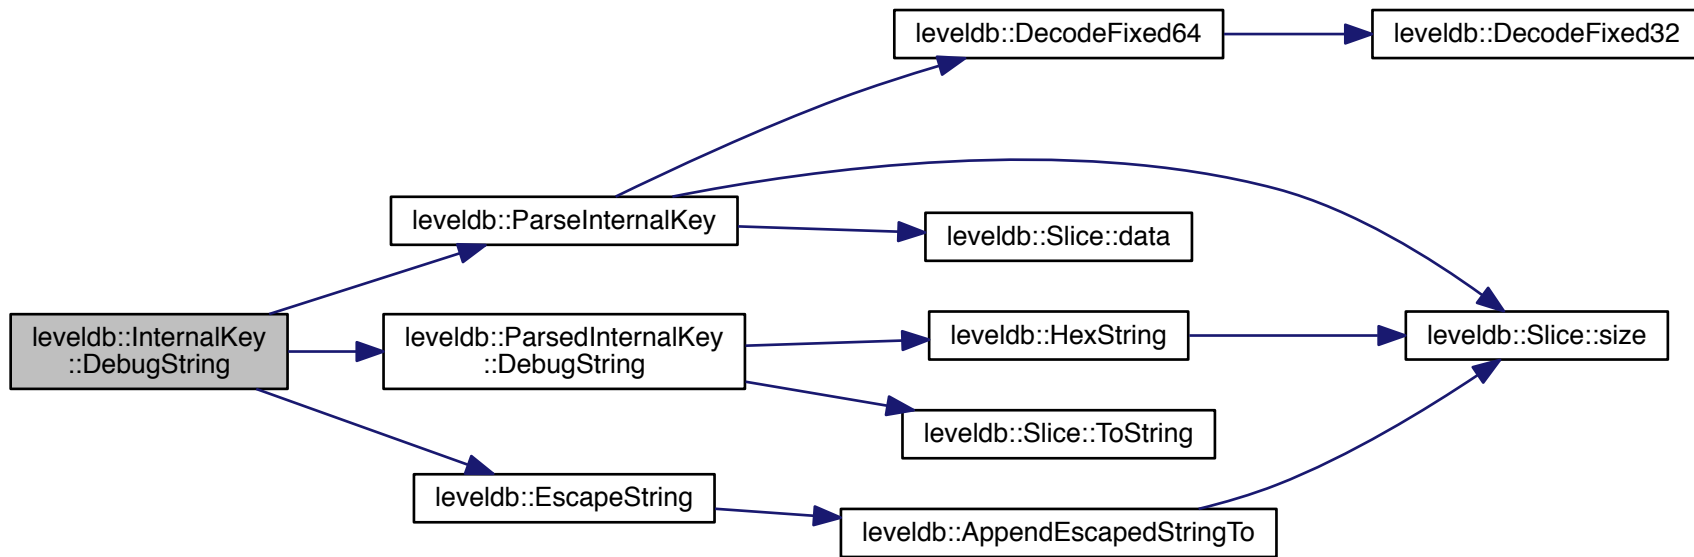 leveldb::DecodeFixed64
leveldb::DecodeFixed32
leveldb::ParseInternalKey
leveldb::Slice::data
leveldb::InternalKey
::DebugString
leveldb::ParsedInternalKey
::DebugString
leveldb::HexString
leveldb::Slice::size
leveldb::Slice::ToString
leveldb::EscapeString
leveldb::AppendEscapedStringTo